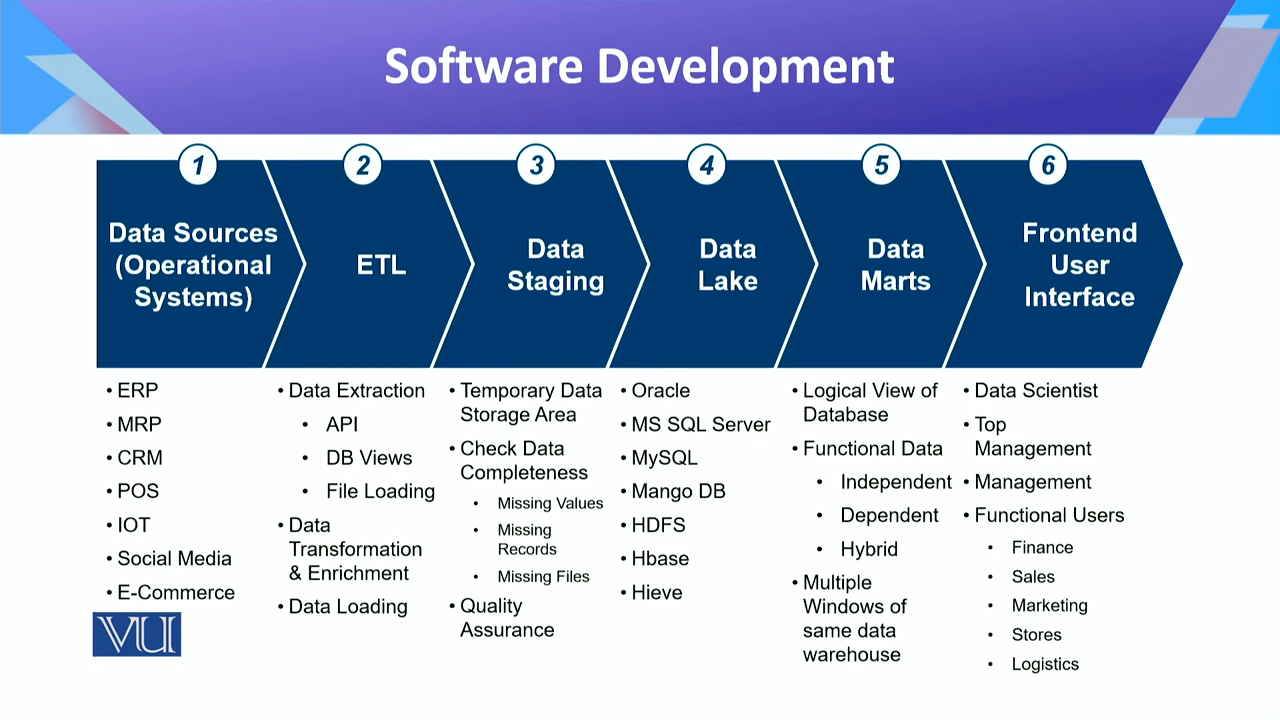 Software Development
1
Data Sources
(Operational
Systems)
• ERP
• MRP
• CRM
• POS
• IOT
• Social Media
• E-Commerce
2
ETL
• Data Extraction
• API
• DB Views
• File Loading
• Data
Transformation
& Enrichment
• Data Loading
3
Data
Staging
• Temporary Data
Storage Area
• Check Data
Completeness
• Missing Values
• Missing
Records
• Missing Files
• Quality
Assurance
4
Data
Lake
• Oracle
• MS SQL Server
• MySQL
• Mango DB
• HDFS
• Hbase
• Hieve
5
Data
Marts
• Logical View of
Database
• Functional Data
• Independent
• Dependent
• Hybrid
• Multiple
Windows of
same data
warehouse
6
Frontend
User
Interface
• Data Scientist
• Top
Management
• Management
• Functional Users
• Finance
• Sales
• Marketing
• Stores
• Logistics
VU